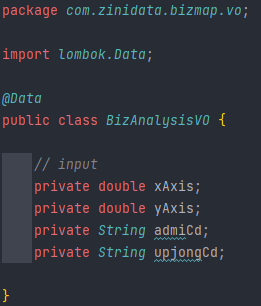 package com.zinidata.bizmap.vo;
import lombok.Data;
@Data
public class BizAnalysisVO {
// input
private double xAxis;
private double yAxis;
private String admiCd;
private String upjongCd;
}